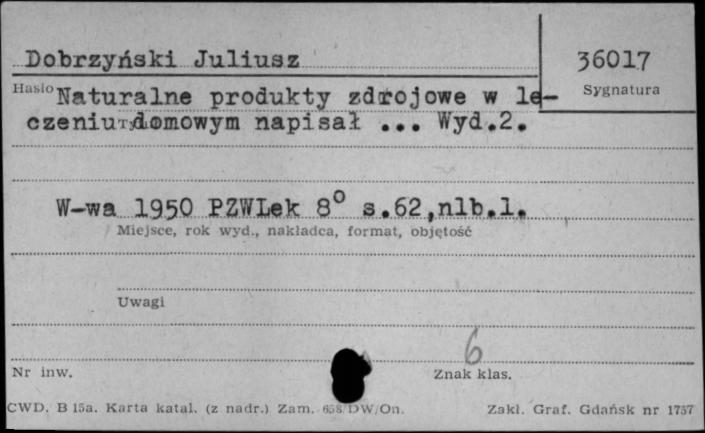 Dobrzyński Juliusz
36017
Hasło
Sygnatura
Naturalne produkty zdrojowe w le-
czeniu domowym napisał ... Wyd.2.
W-wa 1950 PZWLek 8° s.62,nlb.1.
Miejsce, rok wyd., nakładca, format, objętość
Uwagi
6
Nr inw.
Znak klas.
CWD. B 15a. Karta katal. (z nadr.) Zam. 658/DW/On.
Zakł. Graf. Gdańsk nr 1757